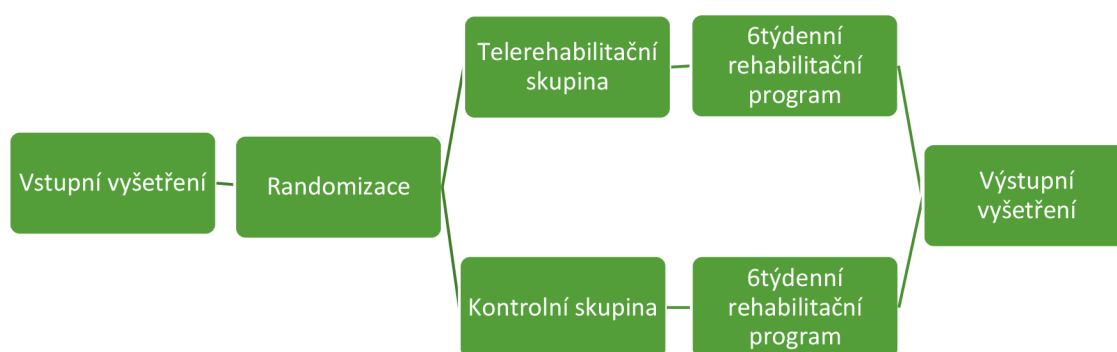 Vstupní vyšetření
Randomizace
Telerehabilitační
skupina
6týdenní
rehabilitační
program
Kontrolní skupina
6týdenní
rehabilitační
program
Výstupní
vyšetření